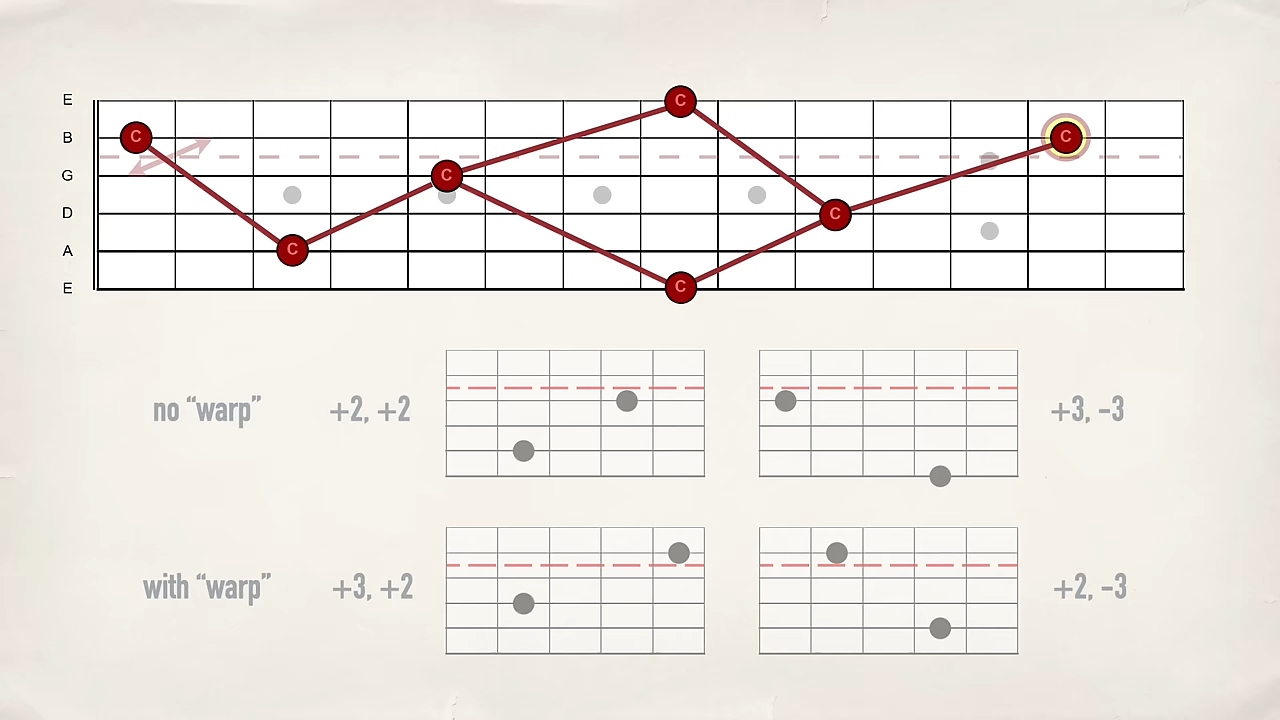 E C
B C C
G C
D C
A C
E C
no “warp” +2, +2 +3, -3
with “warp” +3, +2 +2, -3